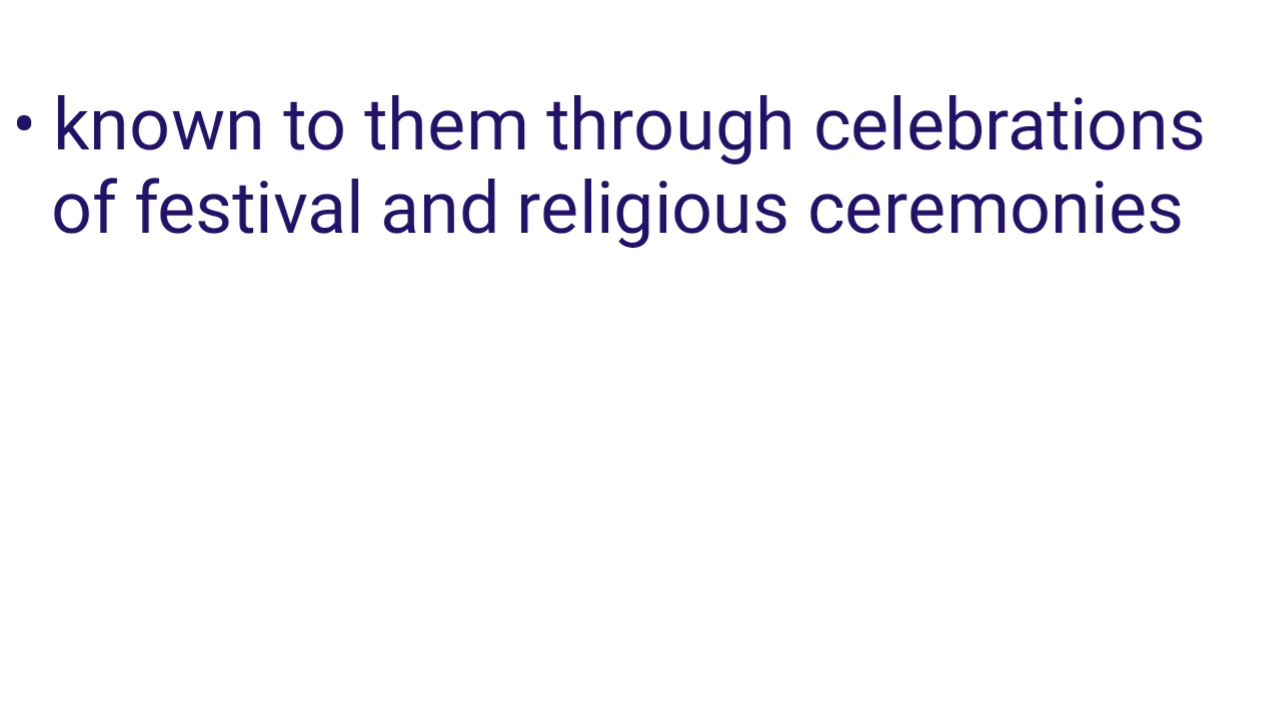 • known to them through celebrations
of festival and religious ceremonies